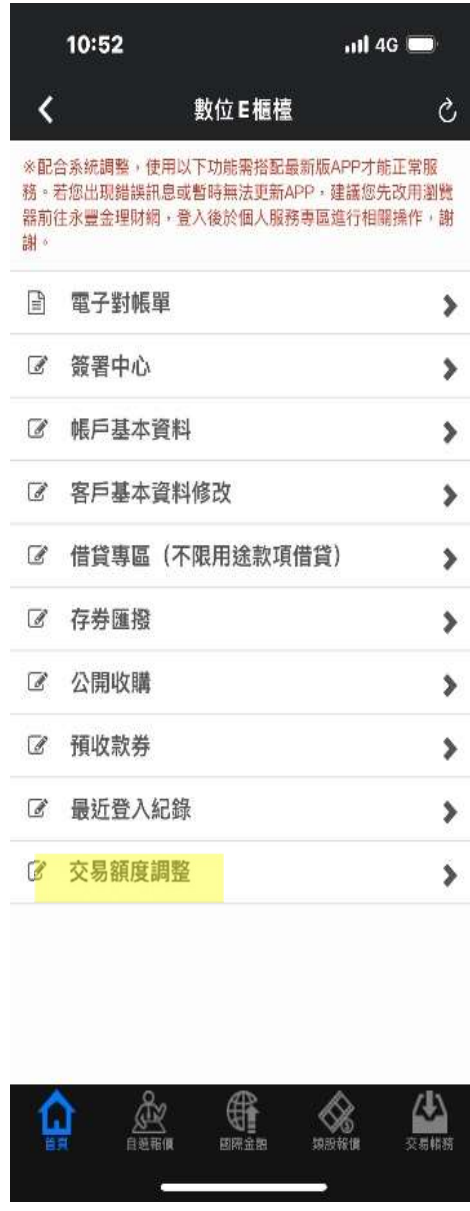 10:52
4G
數位E櫃檯
※配合系統調整,使用以下功能需搭配最新版APP才能正常服
務。若您出現錯誤訊息或暫時無法更新APP,建議您先改用瀏覽
器前往永豐金理財網,登入後於個人服務專區進行相關操作,謝
謝。
電子對帳單
簽署中心
帳戶基本資料
客戶基本資料修改
借貸專區(不限用途款項借貸)
存券匯撥
公開收購
預收款券
最近登入紀錄
交易額度調整
首頁 自選報價 國際金融 類股報價 交易帳務